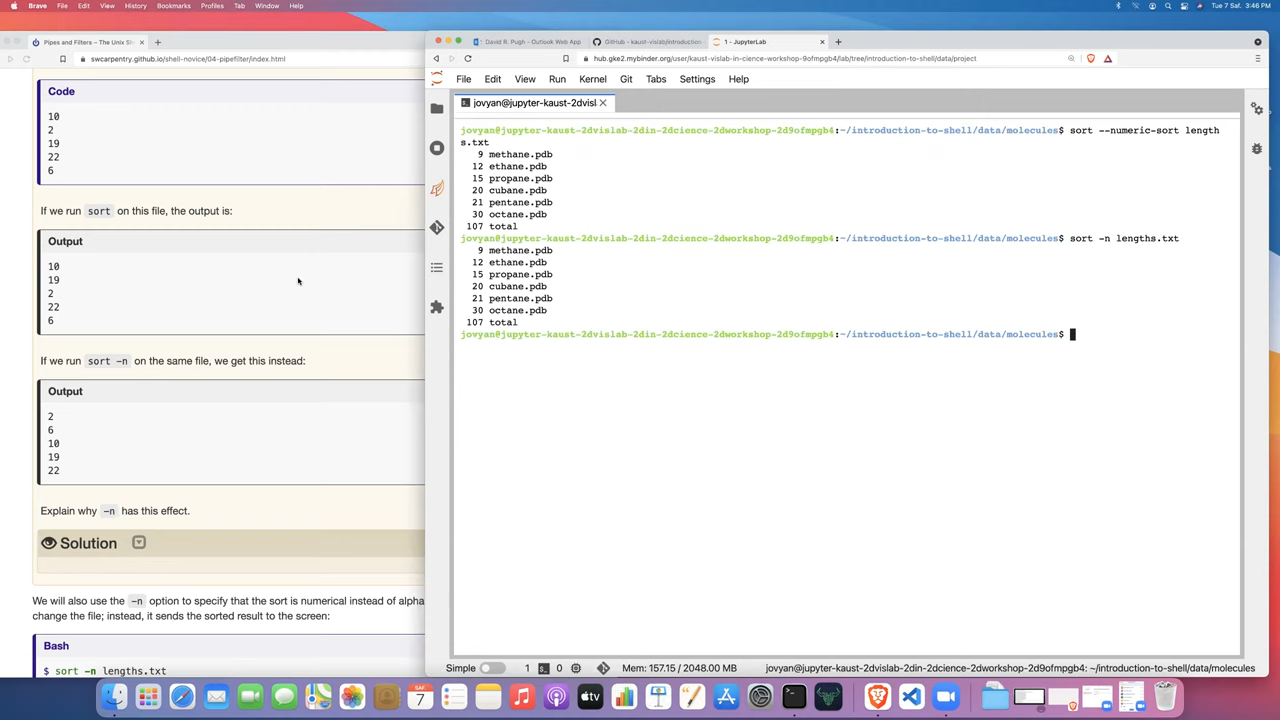 Brave File Edit View History Bookmarks Profiles Tab Window Help
Tue 7 Saf. 3:46 PM
Pipes and Filters – The Unix Sh
swcarpentry.github.io/shell-novice/04-pipefilter/index.html
Code
10
2
19
22
6
If we run sort on this file, the output is:
Output
10
19
2
22
6
If we run sort -n on the same file, we get this instead:
Output
2
6
10
19
22
Explain why -n has this effect.
Solution
We will also use the -n option to specify that the sort is numerical instead of alpha
change the file; instead, it sends the sorted result to the screen:
Bash
$ sort -n lengths.txt
David R. Pugh – Outlook Web App
GitHub – kaust-vislab/introduction
1 - JupyterLab
hub.gke2.mybinder.org/user/kaust-vislab-in-cience-workshop-9ofmpgb4/lab/tree/introduction-to-shell/data/project
File Edit View Run Kernel Git Tabs Settings Help
jovyan@jupyter-kaust-2dvisl
jovyan@jupyter-kaust-2dvislab-2din-2dcience-2dworkshop-2d9ofmpgb4:~/introduction-to-shell/data/molecules$ sort --numeric-sort length
s.txt
9 methane.pdb
12 ethane.pdb
15 propane.pdb
20 cubane.pdb
21 pentane.pdb
30 octane.pdb
107 total
jovyan@jupyter-kaust-2dvislab-2din-2dcience-2dworkshop-2d9ofmpgb4:~/introduction-to-shell/data/molecules$ sort -n lengths.txt
9 methane.pdb
12 ethane.pdb
15 propane.pdb
20 cubane.pdb
21 pentane.pdb
30 octane.pdb
107 total
jovyan@jupyter-kaust-2dvislab-2din-2dcience-2dworkshop-2d9ofmpgb4:~/introduction-to-shell/data/molecules$
Simple 1 0 Mem: 157.15 / 2048.00 MB
jovyan@jupyter-kaust-2dvislab-2din-2dcience-2dworkshop-2d9ofmpgb4: ~/introduction-to-shell/data/molecules
SAF.
7
tv